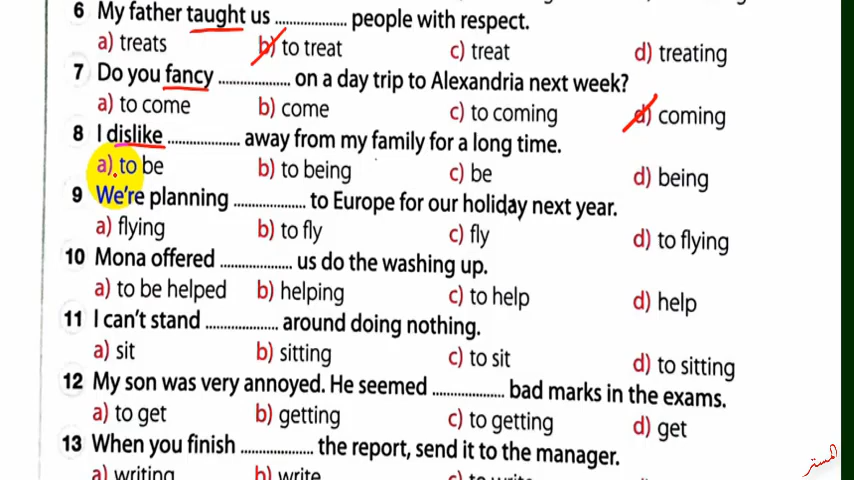 6 My father taught us .................... people with respect.
a) treats b) to treat c) treat d) treating
7 Do you fancy .................... on a day trip to Alexandria next week?
a) to come b) come c) to coming d) coming
8 I dislike .................... away from my family for a long time.
a) to be b) to being c) be d) being
9 We're planning .................... to Europe for our holiday next year.
a) flying b) to fly c) fly d) to flying
10 Mona offered .................... us do the washing up.
a) to be helped b) helping c) to help d) help
11 I can't stand .................... around doing nothing.
a) sit b) sitting c) to sit d) to sitting
12 My son was very annoyed. He seemed .................... bad marks in the exams.
a) to get b) getting c) to getting d) get
13 When you finish .................... the report, send it to the manager.
a) writing b) write c) to write
المستر